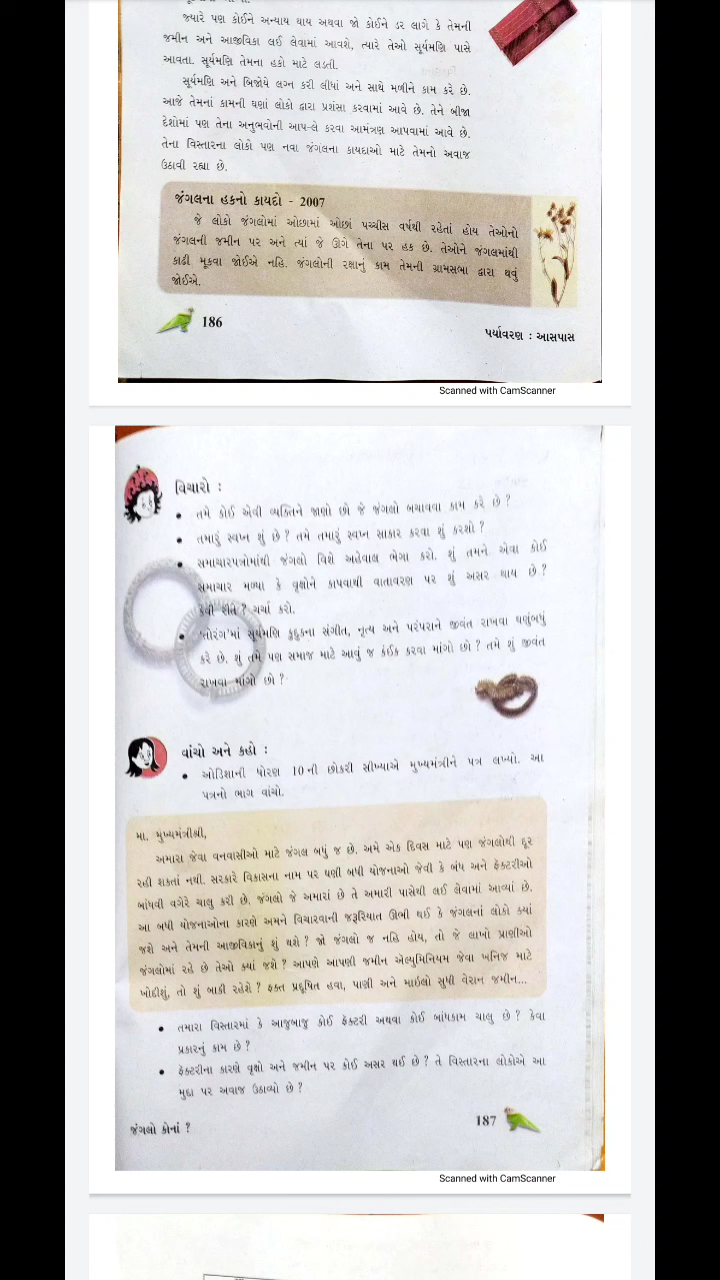 જ્યારે પણ કોઈને અન્યાય થાય અથવા જો કોઈને ડર લાગે કે તેમની
જમીન અને આજીવિકા લઈ લેવામાં આવશે, ત્યારે તેઓ સૂર્યમણિ પાસે
આવતા. સૂર્યમણિ તેમના હકો માટે લડતી.
સૂર્યમણિ અને બિજોયે લગ્ન કરી લીધાં અને સાથે મળીને કામ કરે છે.
આજે તેમનાં કામની ઘણાં લોકો દ્વારા પ્રશંસા કરવામાં આવે છે. તેને બીજા
દેશોમાં પણ તેના અનુભવોની આપ-લે કરવા આમંત્રણ આપવામાં આવે છે.
તેના વિસ્તારના લોકો પણ નવા જંગલના કાયદાઓ માટે તેમનો અવાજ
ઉઠાવી રહ્યા છે.
જંગલના હકનો કાયદો - 2007
જે લોકો જંગલોમાં ઓછામાં ઓછાં પચ્ચીસ વર્ષથી રહેતાં હોય તેઓનો
જંગલની જમીન પર અને ત્યાં જે ઊગે તેના પર હક છે. તેઓને જંગલમાંથી
કાઢી મૂકવા જોઈએ નહિ. જંગલોની રક્ષાનું કામ તેમની ગ્રામસભા દ્વારા થવું
જોઈએ.
186
પર્યાવરણ : આસપાસ
Scanned with CamScanner
વિચારો :
• તમે કોઈ એવી વ્યક્તિને જાણો છો જે જંગલો બચાવવા કામ કરે છે ?
• તમારું સ્વપ્ન શું છે ? તમે તમારું સ્વપ્ન સાકાર કરવા શું કરશો ?
• સમાચારપત્રોમાંથી જંગલો વિશે અહેવાલ ભેગા કરો. શું તમને એવા કોઈ
સમાચાર મળ્યા કે વૃક્ષોને કાપવાથી વાતાવરણ પર શું અસર થાય છે ?
કેવી રીતે ? ચર્ચા કરો.
• 'તોરંગ'માં સૂર્યમણિ કુડુકના સંગીત, નૃત્ય અને પરંપરાને જીવંત રાખવા ઘણુંબધું
કરે છે. શું તમે પણ સમાજ માટે આવું જ કંઈક કરવા માંગો છો ? તમે શું જીવંત
રાખવા માંગો છો ?
વાંચો અને કહો :
• ઓડિશાની ધોરણ 10 ની છોકરી સીખ્યાએ મુખ્યમંત્રીને પત્ર લખ્યો. આ
પત્રનો ભાગ વાંચો.
મા. મુખ્યમંત્રીશ્રી,
અમારા જેવા વનવાસીઓ માટે જંગલ બધું જ છે. અમે એક દિવસ માટે પણ જંગલોથી દૂર
રહી શકતાં નથી. સરકારે વિકાસના નામ પર ઘણી બધી યોજનાઓ જેવી કે બંધ અને ફેક્ટરીઓ
બાંધવી વગેરે ચાલુ કરી છે. જંગલો જે અમારાં છે તે અમારી પાસેથી લઈ લેવામાં આવ્યાં છે.
આ બધી યોજનાઓના કારણે અમને વિચારવાની જરૂરિયાત ઊભી થઈ કે જંગલનાં લોકો ક્યાં
જશે અને તેમની આજીવિકાનું શું થશે ? જો જંગલો જ નહિ હોય, તો જે લાખો પ્રાણીઓ
જંગલોમાં રહે છે તેઓ ક્યાં જશે ? આપણે આપણી જમીન એલ્યુમિનિયમ જેવા ખનિજ માટે
ખોદીશું, તો શું બાકી રહેશે ? ફક્ત પ્રદૂષિત હવા, પાણી અને માઈલો સુધી વેરાન જમીન...
• તમારા વિસ્તારમાં કે આજુબાજુ કોઈ ફેક્ટરી અથવા કોઈ બાંધકામ ચાલુ છે ? કેવા
પ્રકારનું કામ છે ?
• ફેક્ટરીના કારણે વૃક્ષો અને જમીન પર કોઈ અસર થઈ છે ? તે વિસ્તારના લોકોએ આ
મુદ્દા પર અવાજ ઉઠાવ્યો છે ?
જંગલો કોનાં ?
187
Scanned with CamScanner